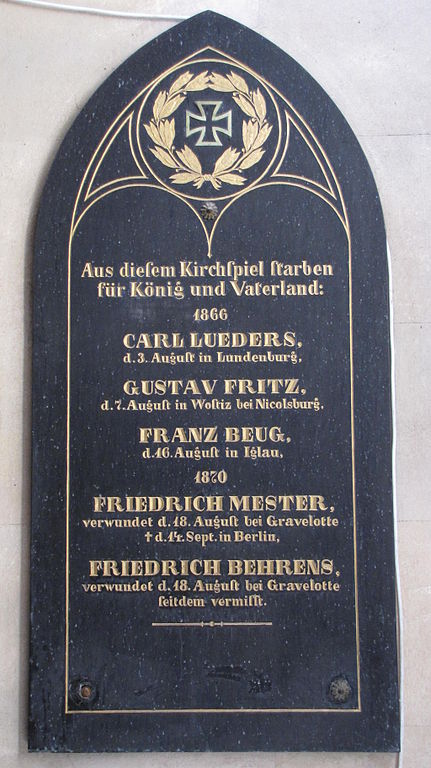 Aus dieſem Kirchſpiel ſtarben
für König und Vaterland:
1866
CARL LUEDERS,
d. 3. Auguſt in Lundenburg,
GUSTAV FRITZ,
d. 7. Auguſt in Woſtiz bei Nicolsburg,
FRANZ BEUG,
d. 16. Auguſt in Iglau,
1870
FRIEDRICH MESTER,
verwundet d. 18. Auguſt bei Gravelotte
† d. 14. Sept. in Berlin,
FRIEDRICH BEHRENS,
verwundet d. 18. Auguſt bei Gravelotte
ſeitdem vermiſſt.